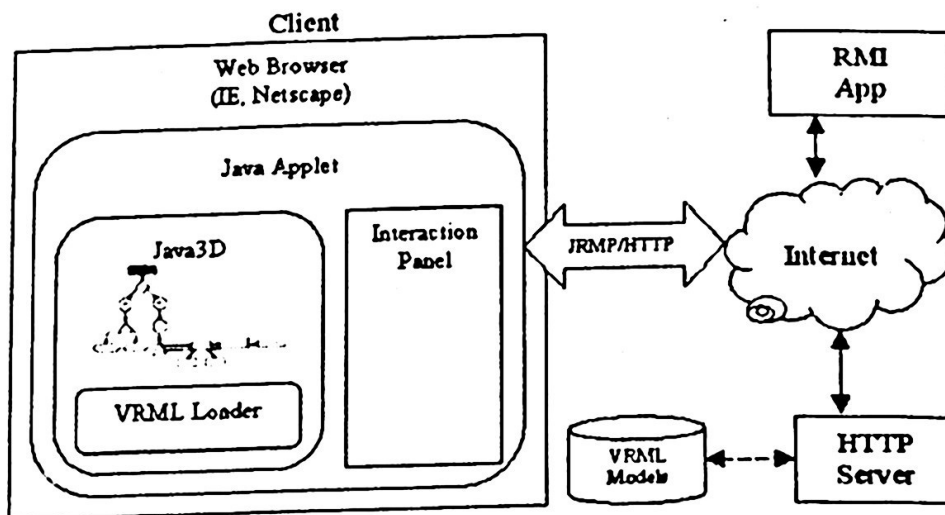 Client
Web Browser
(IE, Netscape)
Java Applet
Java3D
VRML Loader
Interaction
Panel
JRMP/HTTP
RMI
App
Internet
VRML
Models
HTTP
Server